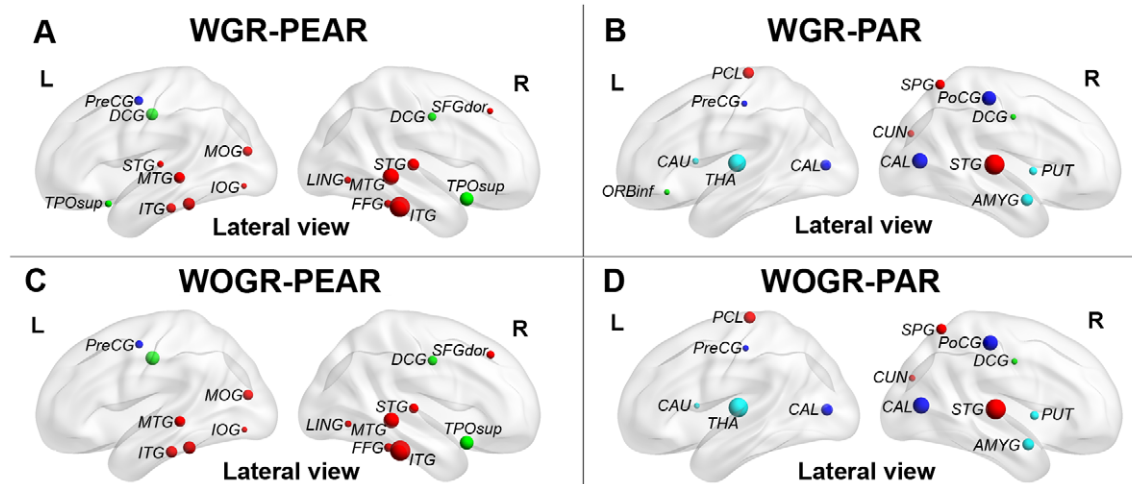 A WGR-PEAR
L
R
PreCG
DCG
STG
MTG
MOG
IOG
TPOsup
ITG
SFGdor
DCG
STG
LING
MTG
FFG
TPOsup
ITG
Lateral view
B WGR-PAR
L
R
PCL
PreCG
CAU
THA
CAL
ORBinf
SPG
PoCG
DCG
CUN
CAL
STG
PUT
AMYG
Lateral view
C WOGR-PEAR
L
R
PreCG
MOG
MTG
IOG
ITG
DCG
SFGdor
STG
LING
MTG
TPOsup
FFG
ITG
Lateral view
D WOGR-PAR
L
R
PCL
PreCG
CAU
THA
CAL
SPG
PoCG
DCG
CUN
CAL
STG
PUT
AMYG
Lateral view